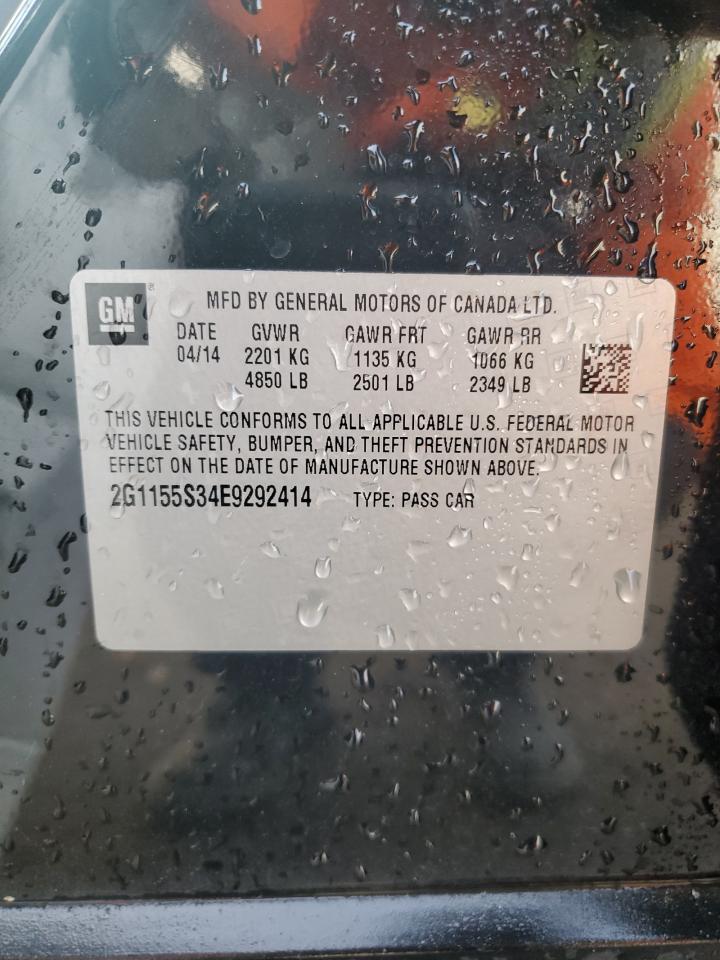 GM ® MFD BY GENERAL MOTORS OF CANADA LTD.
DATE GVWR GAWR FRT GAWR RR
04/14 2201 KG 1135 KG 1066 KG
4850 LB 2501 LB 2349 LB
THIS VEHICLE CONFORMS TO ALL APPLICABLE U.S. FEDERAL MOTOR
VEHICLE SAFETY, BUMPER, AND THEFT PREVENTION STANDARDS IN
EFFECT ON THE DATE OF MANUFACTURE SHOWN ABOVE.
2G1155S34E9292414 TYPE: PASS CAR